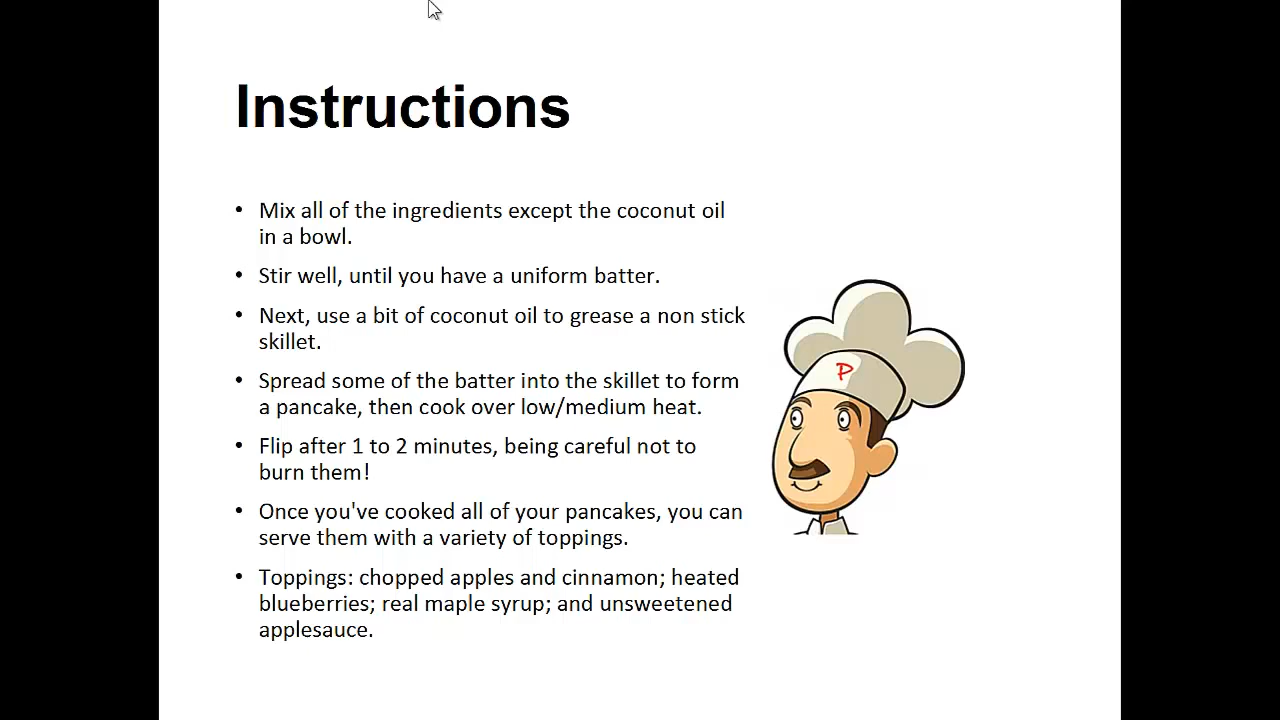 Instructions
• Mix all of the ingredients except the coconut oil
in a bowl.
• Stir well, until you have a uniform batter.
• Next, use a bit of coconut oil to grease a non stick
skillet.
• Spread some of the batter into the skillet to form
a pancake, then cook over low/medium heat.
• Flip after 1 to 2 minutes, being careful not to
burn them!
• Once you've cooked all of your pancakes, you can
serve them with a variety of toppings.
• Toppings: chopped apples and cinnamon; heated
blueberries; real maple syrup; and unsweetened
applesauce.
P